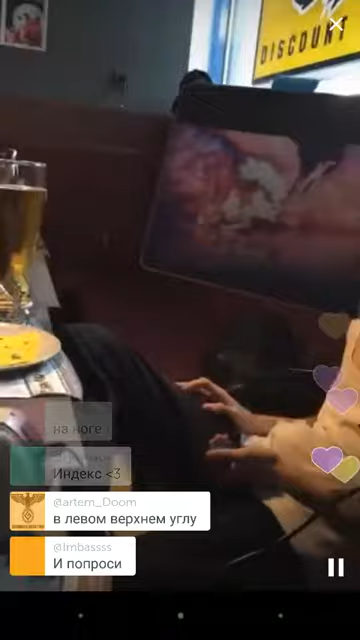 DISCOUNT
на ноге
Индекс <3
@artem_Doom
в левом верхнем углу
@Imbassss
И попроси